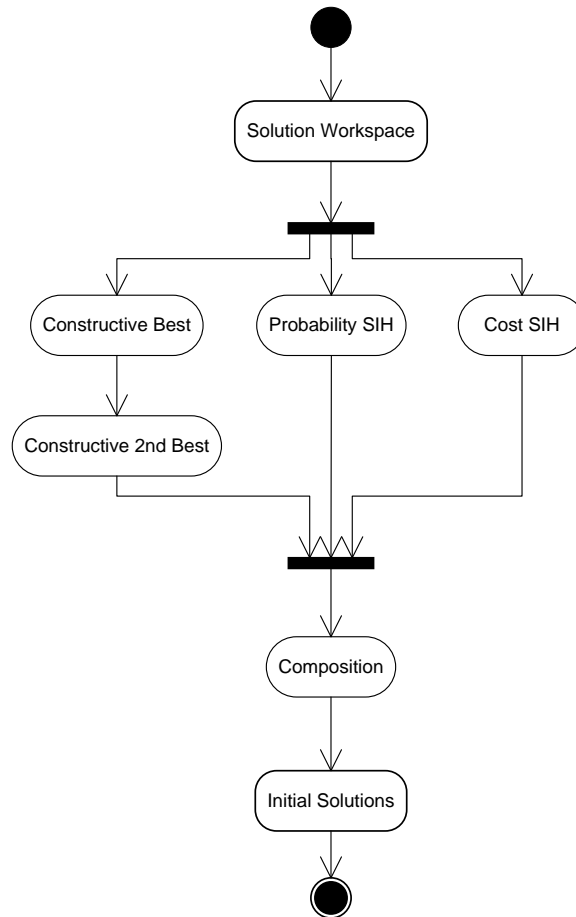 Solution Workspace
Constructive Best
Probability SIH
Cost SIH
Constructive 2nd Best
Composition
Initial Solutions